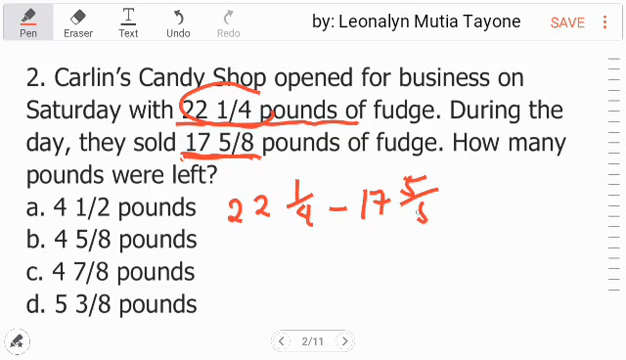 by: Leonalyn Mutia Tayone
SAVE
Pen
Eraser
Text
Undo
Redo
2. Carlin's Candy Shop opened for business on
Saturday with 22 1/4 pounds of fudge. During the
day, they sold 17 5/8 pounds of fudge. How many
pounds were left?
a. 4 1/2 pounds
b. 4 5/8 pounds
c. 4 7/8 pounds
d. 5 3/8 pounds
22 1/4 - 17 5/
2/11